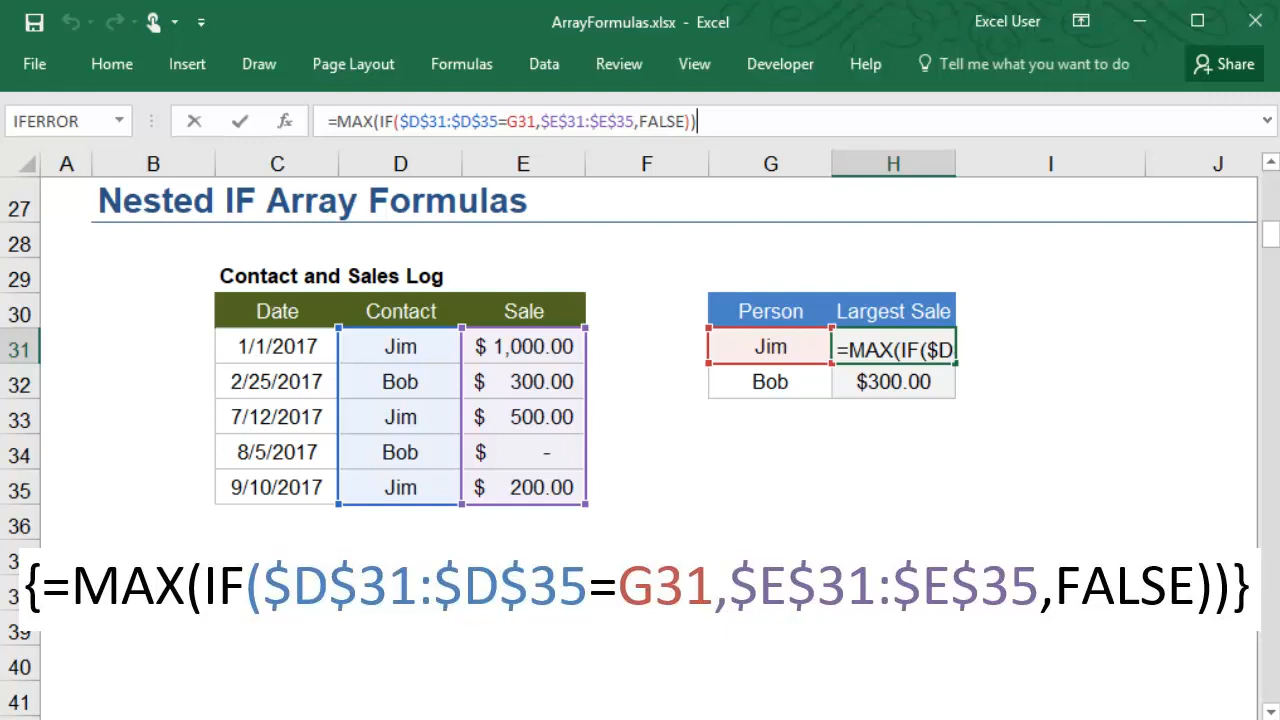 ArrayFormulas.xlsx - Excel
Excel User
File Home Insert Draw Page Layout Formulas Data Review View Developer Help Tell me what you want to do Share
IFERROR fx =MAX(IF($D$31:$D$35=G31,$E$31:$E$35,FALSE))
A B C D E F G H I J
27 Nested IF Array Formulas
28
29 Contact and Sales Log
30 Date Contact Sale Person Largest Sale
31 1/1/2017 Jim $ 1,000.00 Jim =MAX(IF($D
32 2/25/2017 Bob $ 300.00 Bob $300.00
33 7/12/2017 Jim $ 500.00
34 8/5/2017 Bob $ -
35 9/10/2017 Jim $ 200.00
36
{=MAX(IF($D$31:$D$35=G31,$E$31:$E$35,FALSE))}
39
40
41